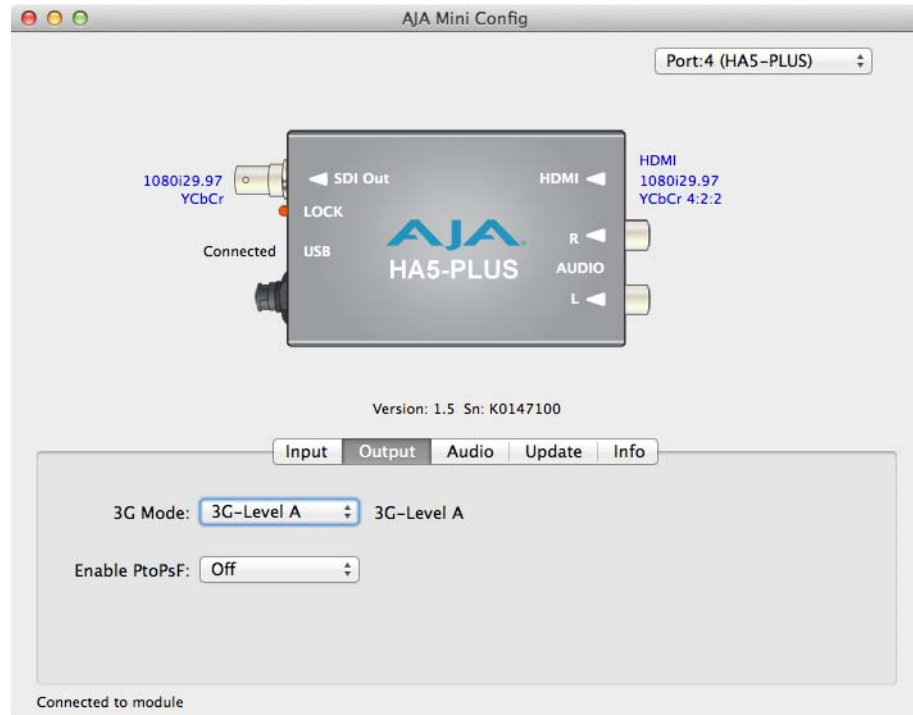 AJA Mini Config
Port:4 (HA5-PLUS)
1080i29.97
YCbCr
Connected
SDI Out
LOCK
USB
AJA
HA5-PLUS
HDMI
R
AUDIO
L
HDMI
1080i29.97
YCbCr 4:2:2
Version: 1.5 Sn: K0147100
Input Output Audio Update Info
3G Mode: 3G-Level A 3G-Level A
Enable PtoPsF: Off
Connected to module